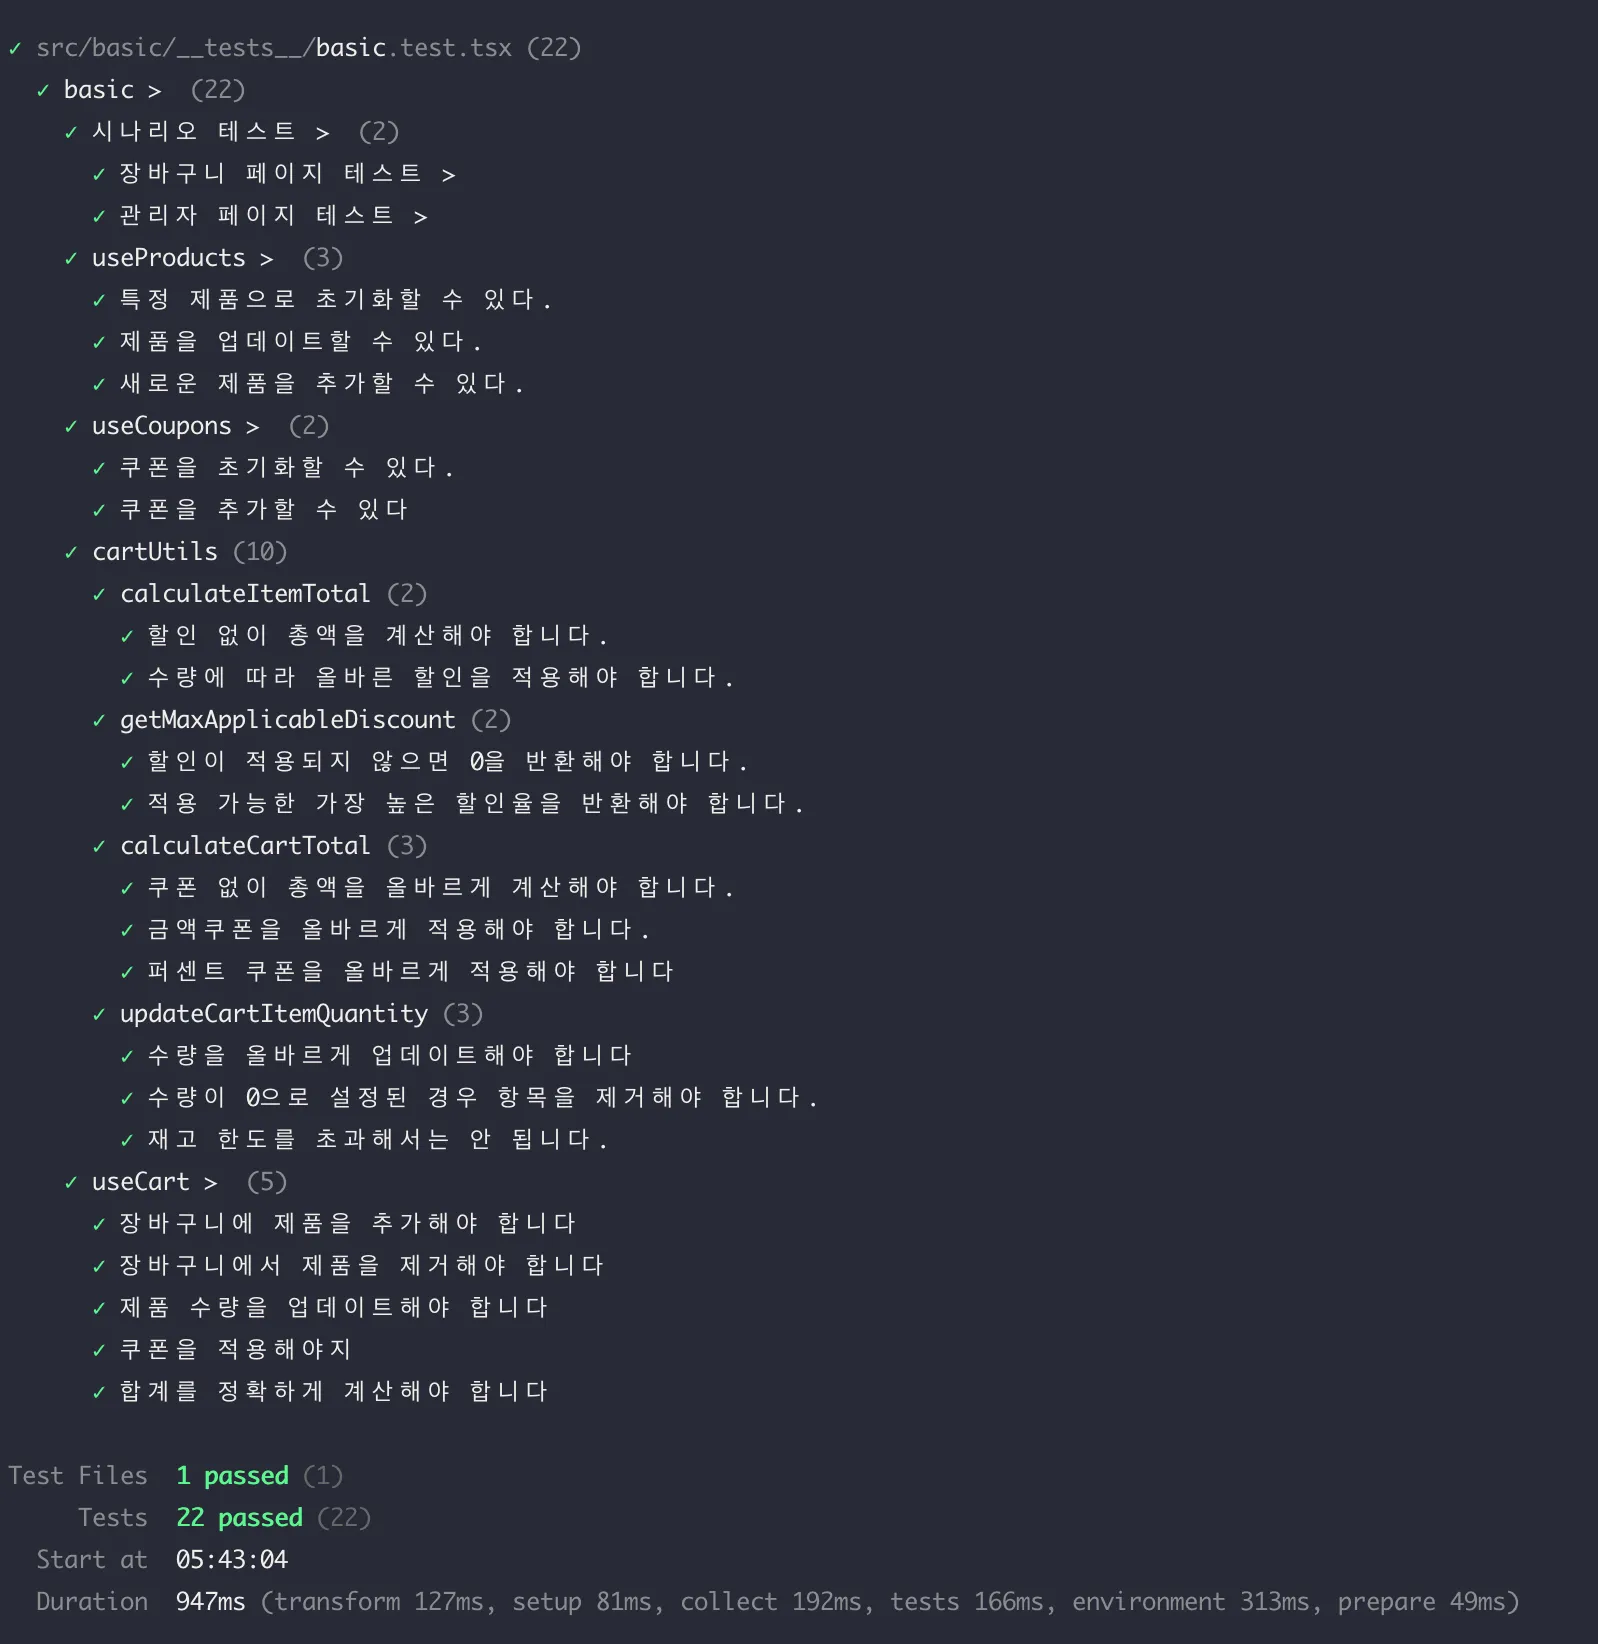 ✓ src/basic/__tests__/basic.test.tsx (22)
✓ basic > (22)
✓ 시나리오 테스트 > (2)
✓ 장바구니 페이지 테스트 >
✓ 관리자 페이지 테스트 >
✓ useProducts > (3)
✓ 특정 제품으로 초기화할 수 있다.
✓ 제품을 업데이트할 수 있다.
✓ 새로운 제품을 추가할 수 있다.
✓ useCoupons > (2)
✓ 쿠폰을 초기화할 수 있다.
✓ 쿠폰을 추가할 수 있다
✓ cartUtils (10)
✓ calculateItemTotal (2)
✓ 할인 없이 총액을 계산해야 합니다.
✓ 수량에 따라 올바른 할인을 적용해야 합니다.
✓ getMaxApplicableDiscount (2)
✓ 할인이 적용되지 않으면 0을 반환해야 합니다.
✓ 적용 가능한 가장 높은 할인율을 반환해야 합니다.
✓ calculateCartTotal (3)
✓ 쿠폰 없이 총액을 올바르게 계산해야 합니다.
✓ 금액쿠폰을 올바르게 적용해야 합니다.
✓ 퍼센트 쿠폰을 올바르게 적용해야 합니다
✓ updateCartItemQuantity (3)
✓ 수량을 올바르게 업데이트해야 합니다
✓ 수량이 0으로 설정된 경우 항목을 제거해야 합니다.
✓ 재고 한도를 초과해서는 안 됩니다.
✓ useCart > (5)
✓ 장바구니에 제품을 추가해야 합니다
✓ 장바구니에서 제품을 제거해야 합니다
✓ 제품 수량을 업데이트해야 합니다
✓ 쿠폰을 적용해야지
✓ 합계를 정확하게 계산해야 합니다
Test Files 1 passed (1)
Tests 22 passed (22)
Start at 05:43:04
Duration 947ms (transform 127ms, setup 81ms, collect 192ms, tests 166ms, environment 313ms, prepare 49ms)